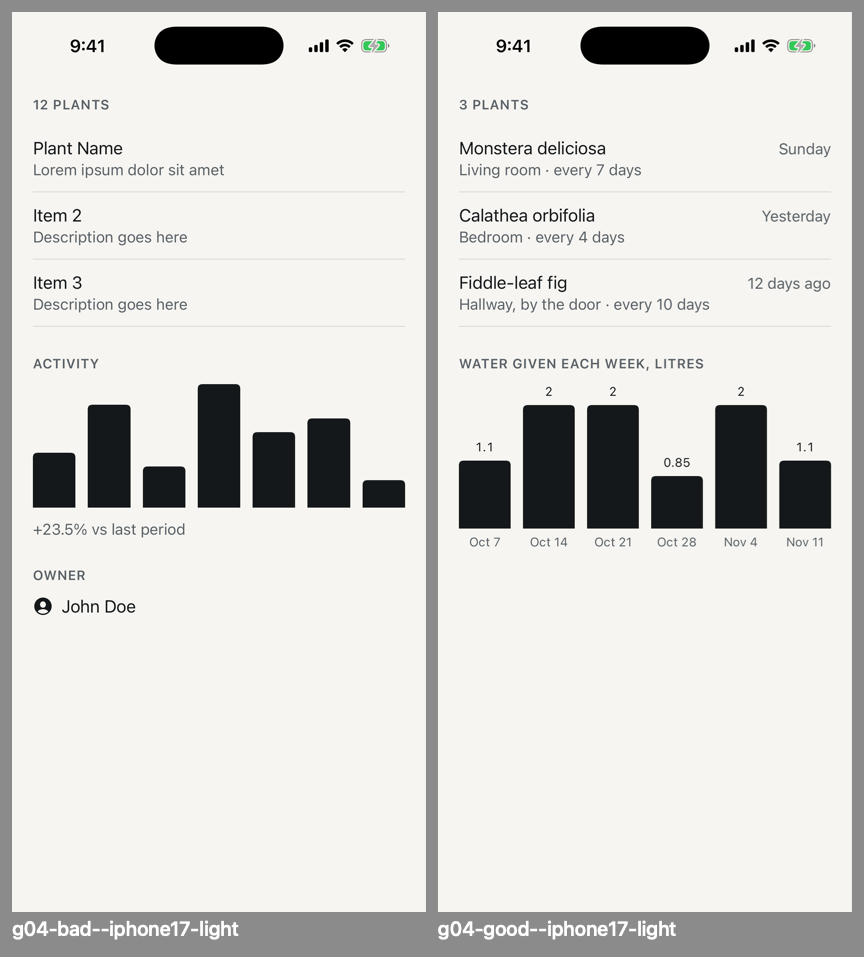 9:41
12 PLANTS
Plant Name
Lorem ipsum dolor sit amet
Item 2
Description goes here
Item 3
Description goes here
ACTIVITY
+23.5% vs last period
OWNER
John Doe
g04-bad--iphone17-light
9:41
3 PLANTS
Monstera deliciosa Sunday
Living room · every 7 days
Calathea orbifolia Yesterday
Bedroom · every 4 days
Fiddle-leaf fig 12 days ago
Hallway, by the door · every 10 days
WATER GIVEN EACH WEEK, LITRES
1.1 2 2 0.85 2 1.1
Oct 7 Oct 14 Oct 21 Oct 28 Nov 4 Nov 11
g04-good--iphone17-light